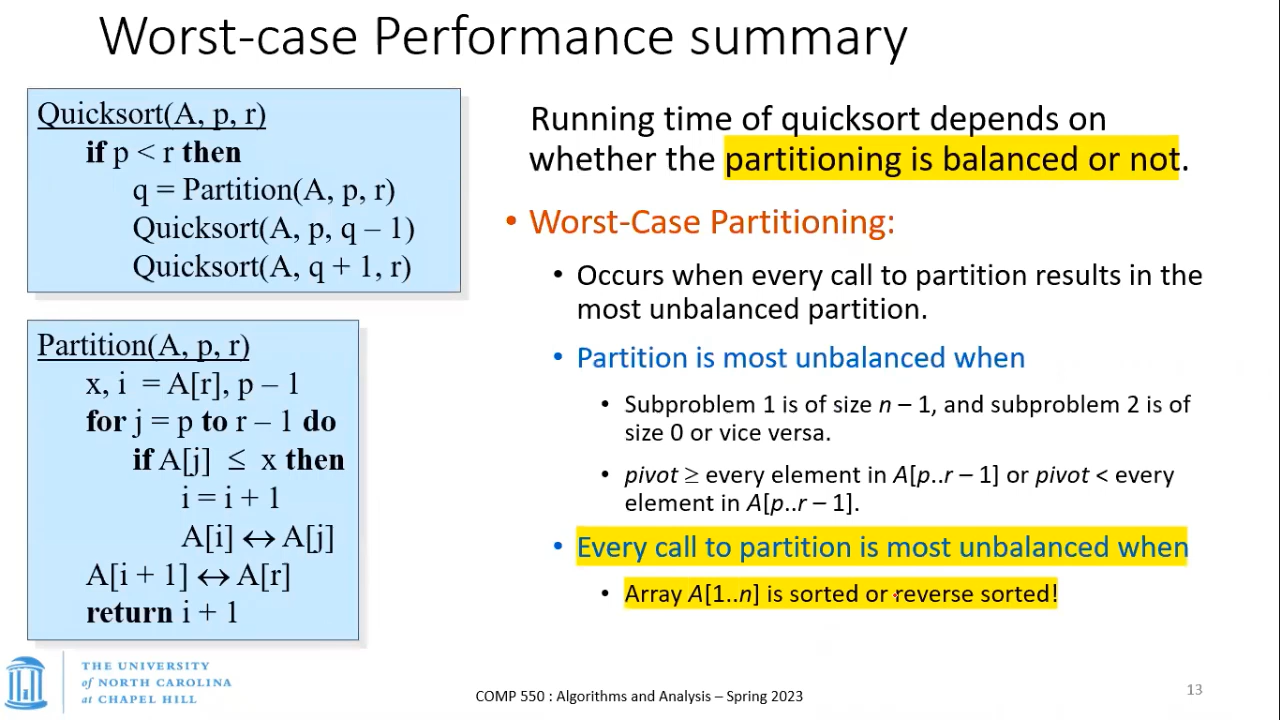 Worst-case Performance summary
Quicksort(A, p, r)
if p < r then
q = Partition(A, p, r)
Quicksort(A, p, q – 1)
Quicksort(A, q + 1, r)
Partition(A, p, r)
x, i = A[r], p – 1
for j = p to r – 1 do
if A[j] ≤ x then
i = i + 1
A[i] ↔ A[j]
A[i + 1] ↔ A[r]
return i + 1
Running time of quicksort depends on
whether the partitioning is balanced or not.
• Worst-Case Partitioning:
• Occurs when every call to partition results in the
most unbalanced partition.
• Partition is most unbalanced when
• Subproblem 1 is of size n – 1, and subproblem 2 is of
size 0 or vice versa.
• pivot ≥ every element in A[p..r – 1] or pivot < every
element in A[p..r – 1].
• Every call to partition is most unbalanced when
• Array A[1..n] is sorted or reverse sorted!
THE UNIVERSITY
of NORTH CAROLINA
at CHAPEL HILL
COMP 550 : Algorithms and Analysis – Spring 2023
13